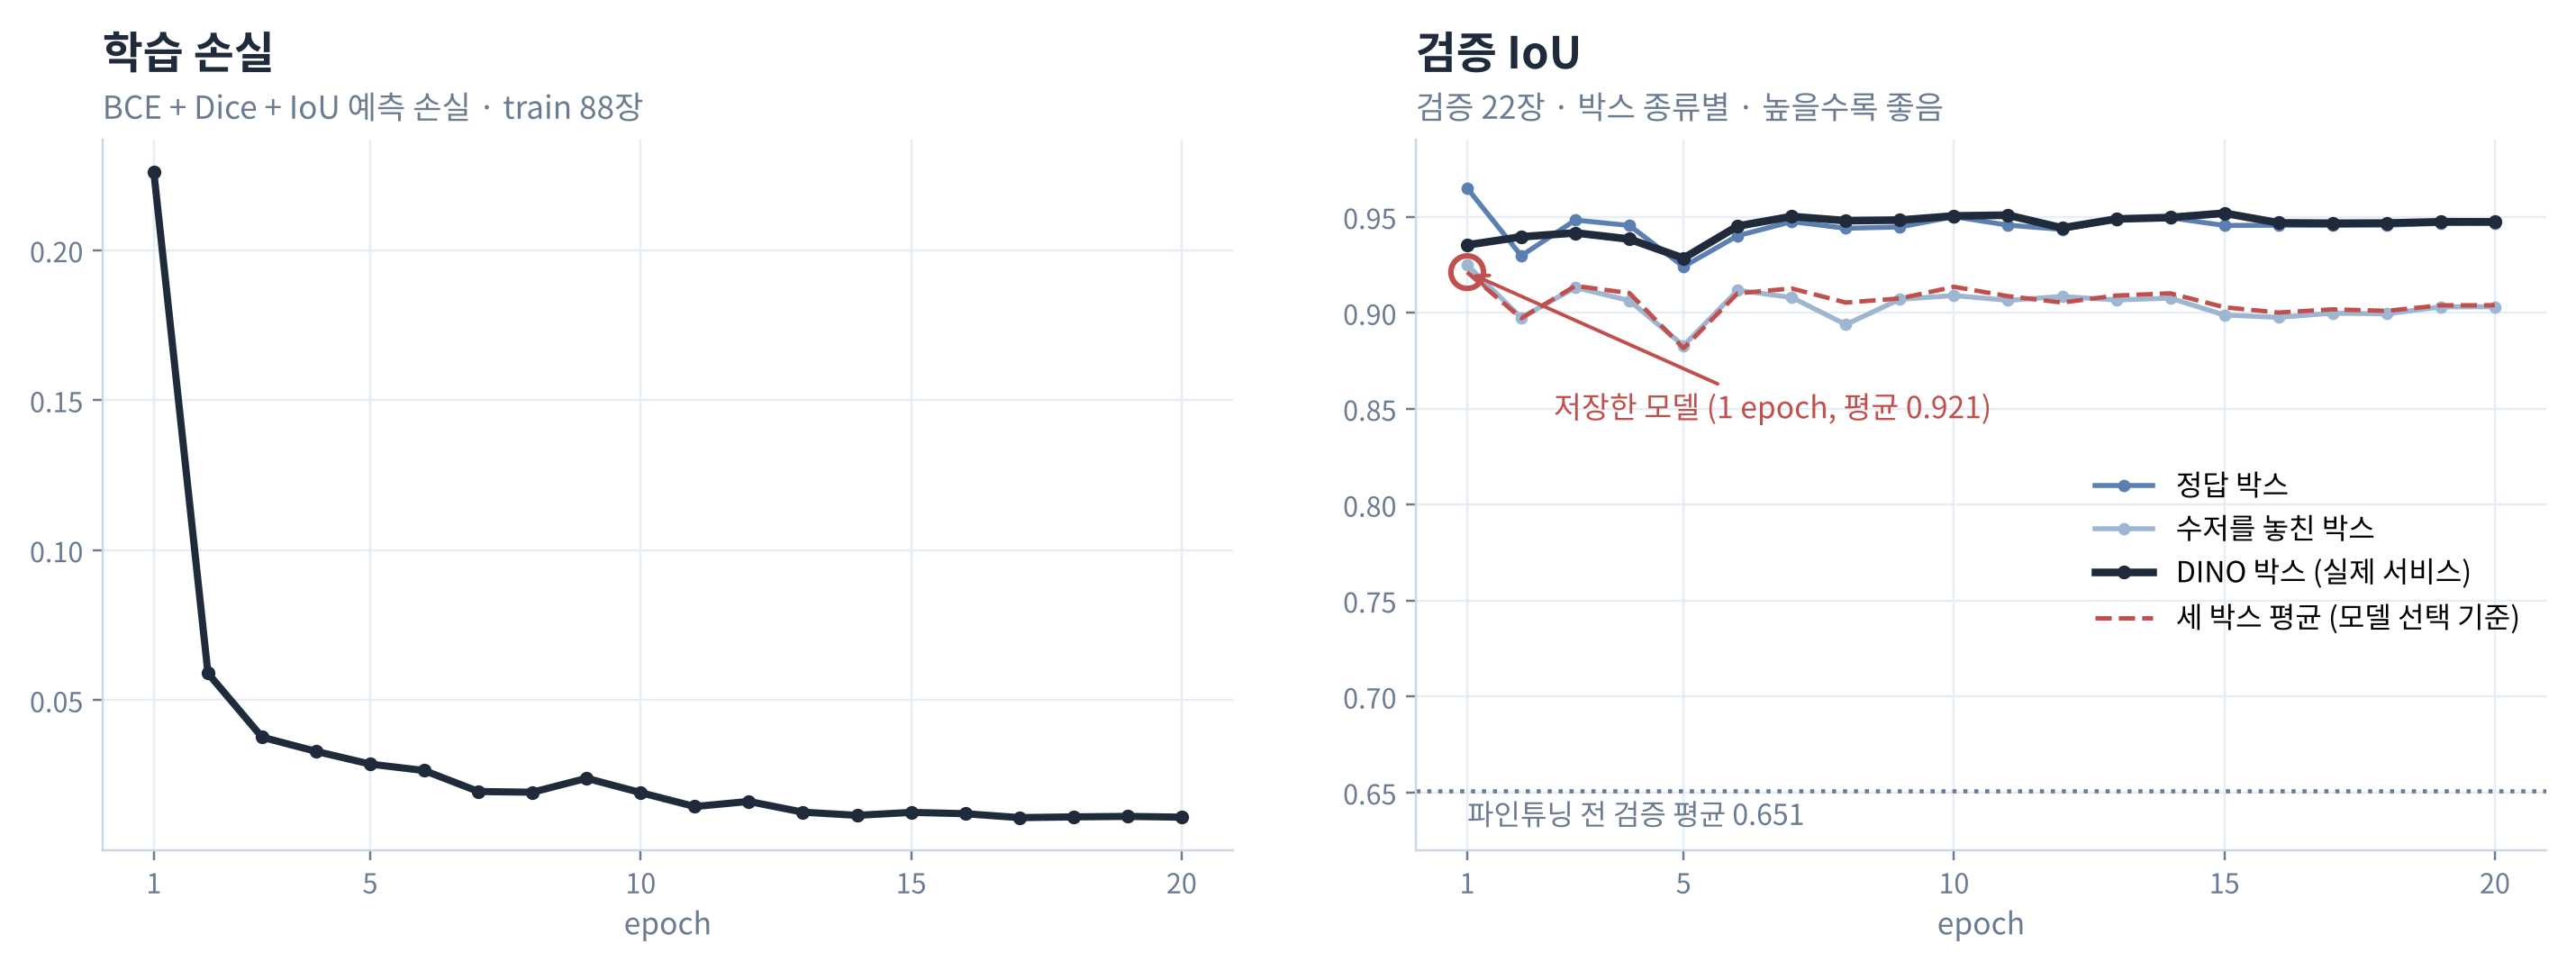 학습 손실
BCE + Dice + IoU 예측 손실 · train 88장
0.20
0.15
0.10
0.05
1
5
10
15
20
epoch
검증 IoU
검증 22장 · 박스 종류별 · 높을수록 좋음
0.95
0.90
0.85
0.80
0.75
0.70
0.65
저장한 모델 (1 epoch, 평균 0.921)
정답 박스
수저를 놓친 박스
DINO 박스 (실제 서비스)
세 박스 평균 (모델 선택 기준)
파인튜닝 전 검증 평균 0.651
1
5
10
15
20
epoch